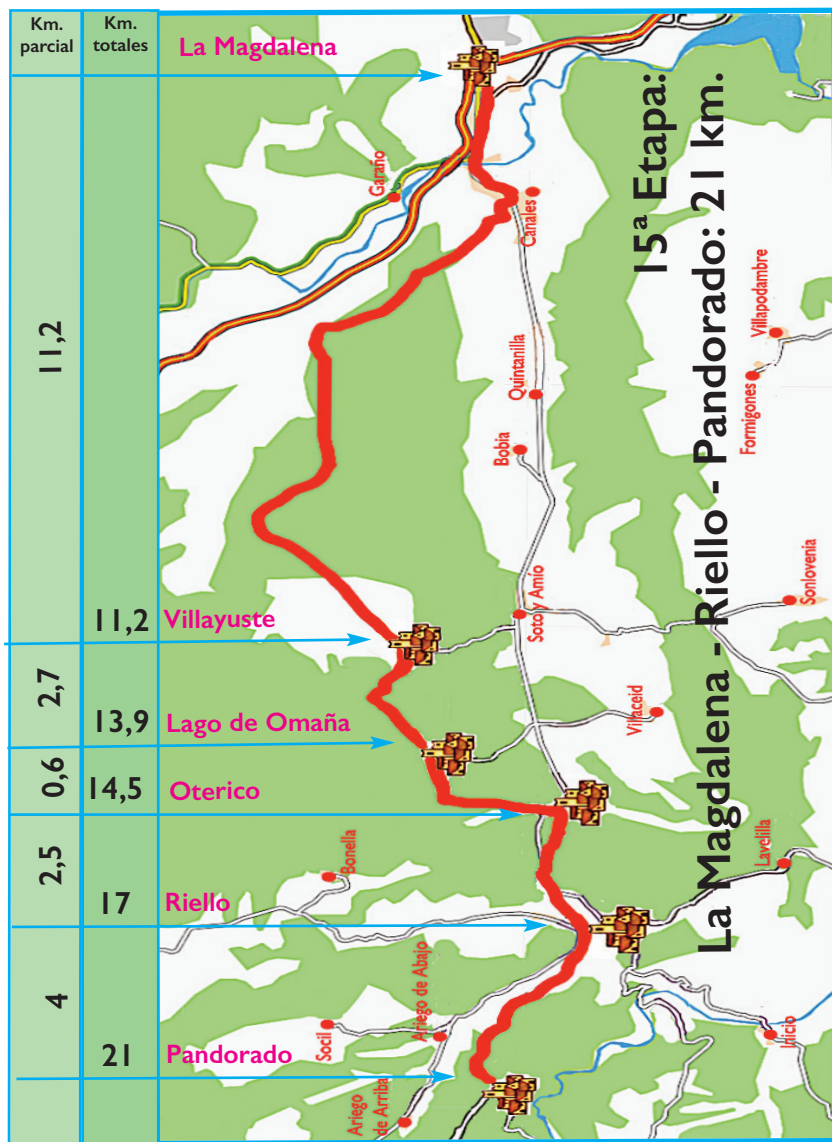 Km.
parcial
Km.
totales
La Magdalena
11,2
11,2
Villayuste
2,7
13,9
Lago de Omaña
0,6
14,5
Oterico
2,5
17
Riello
4
21
Pandorado
15ª Etapa:
La Magdalena - Riello - Pandorado: 21 km.
Garaño
Canales
Quintanilla
Bobia
Villapodambre
Formigones
Soto y Amio
Sonlovenia
Villaceid
Bonella
Lavelilla
Socil
Ariego de Abajo
Inicio
Ariego
de Arriba